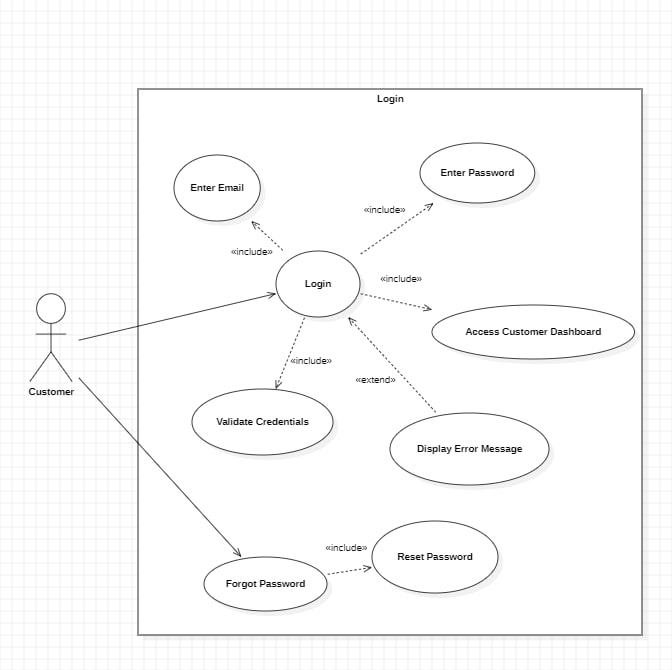 Login
Enter Password
Enter Email
«include»
«include»
«include»
Login
Access Customer Dashboard
«include»
«extend»
Customer
Validate Credentials
Display Error Message
«include»
Reset Password
Forgot Password